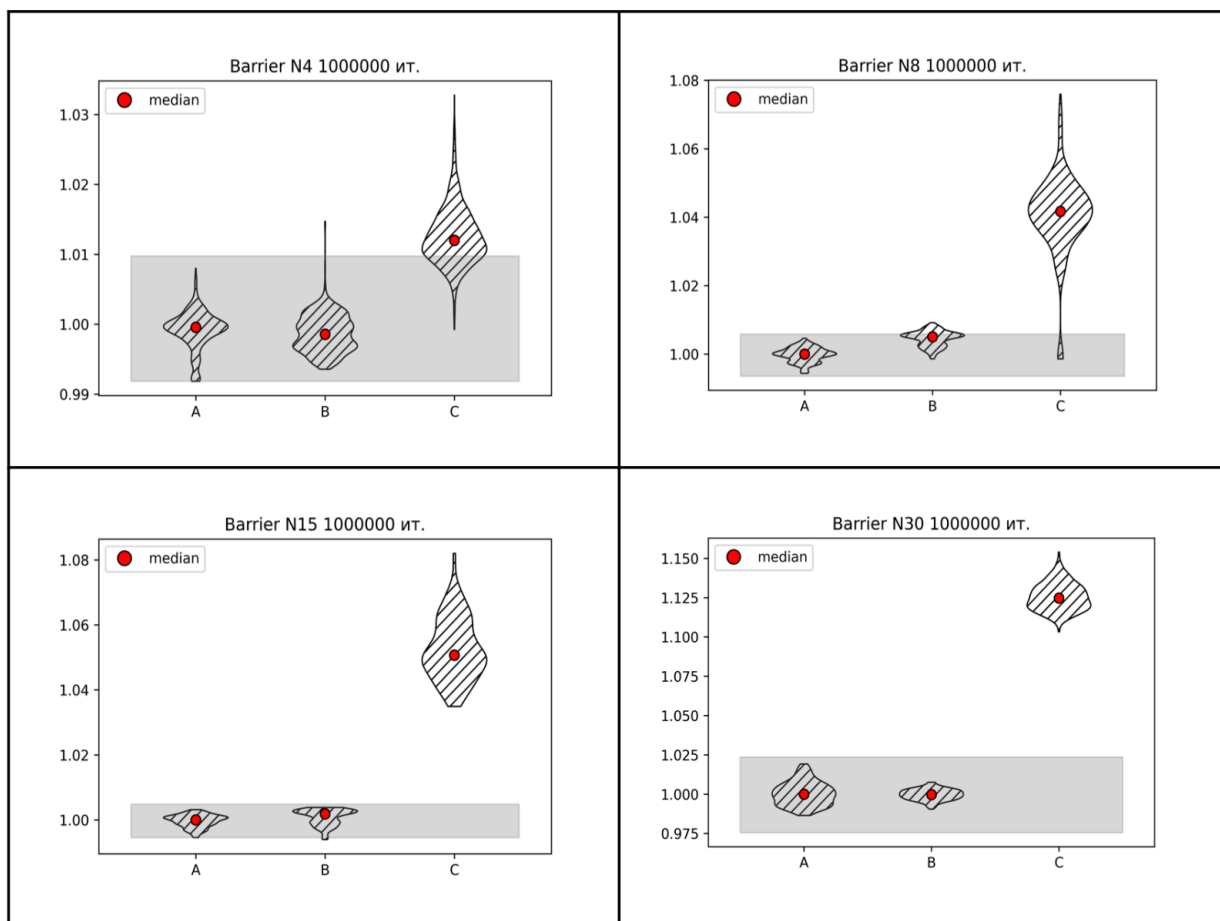 Barrier N4 1000000 ит.
median
1.03
1.02
1.01
1.00
0.99
A B C
Barrier N8 1000000 ит.
median
1.08
1.06
1.04
1.02
1.00
A B C
Barrier N15 1000000 ит.
median
1.08
1.06
1.04
1.02
1.00
A B C
Barrier N30 1000000 ит.
median
1.150
1.125
1.100
1.075
1.050
1.025
1.000
0.975
A B C